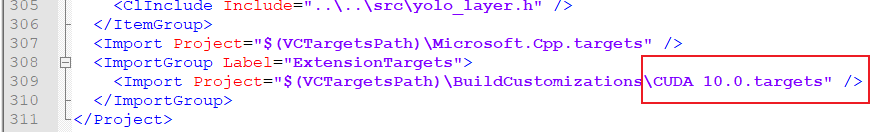 305 <ClInclude Include="..\..\src\yolo_layer.h" />
306 </ItemGroup>
307 <Import Project="$(VCTargetsPath)\Microsoft.Cpp.targets" />
308 <ImportGroup Label="ExtensionTargets">
309 <Import Project="$(VCTargetsPath)\BuildCustomizations\CUDA 10.0.targets" />
310 </ImportGroup>
311 </Project>